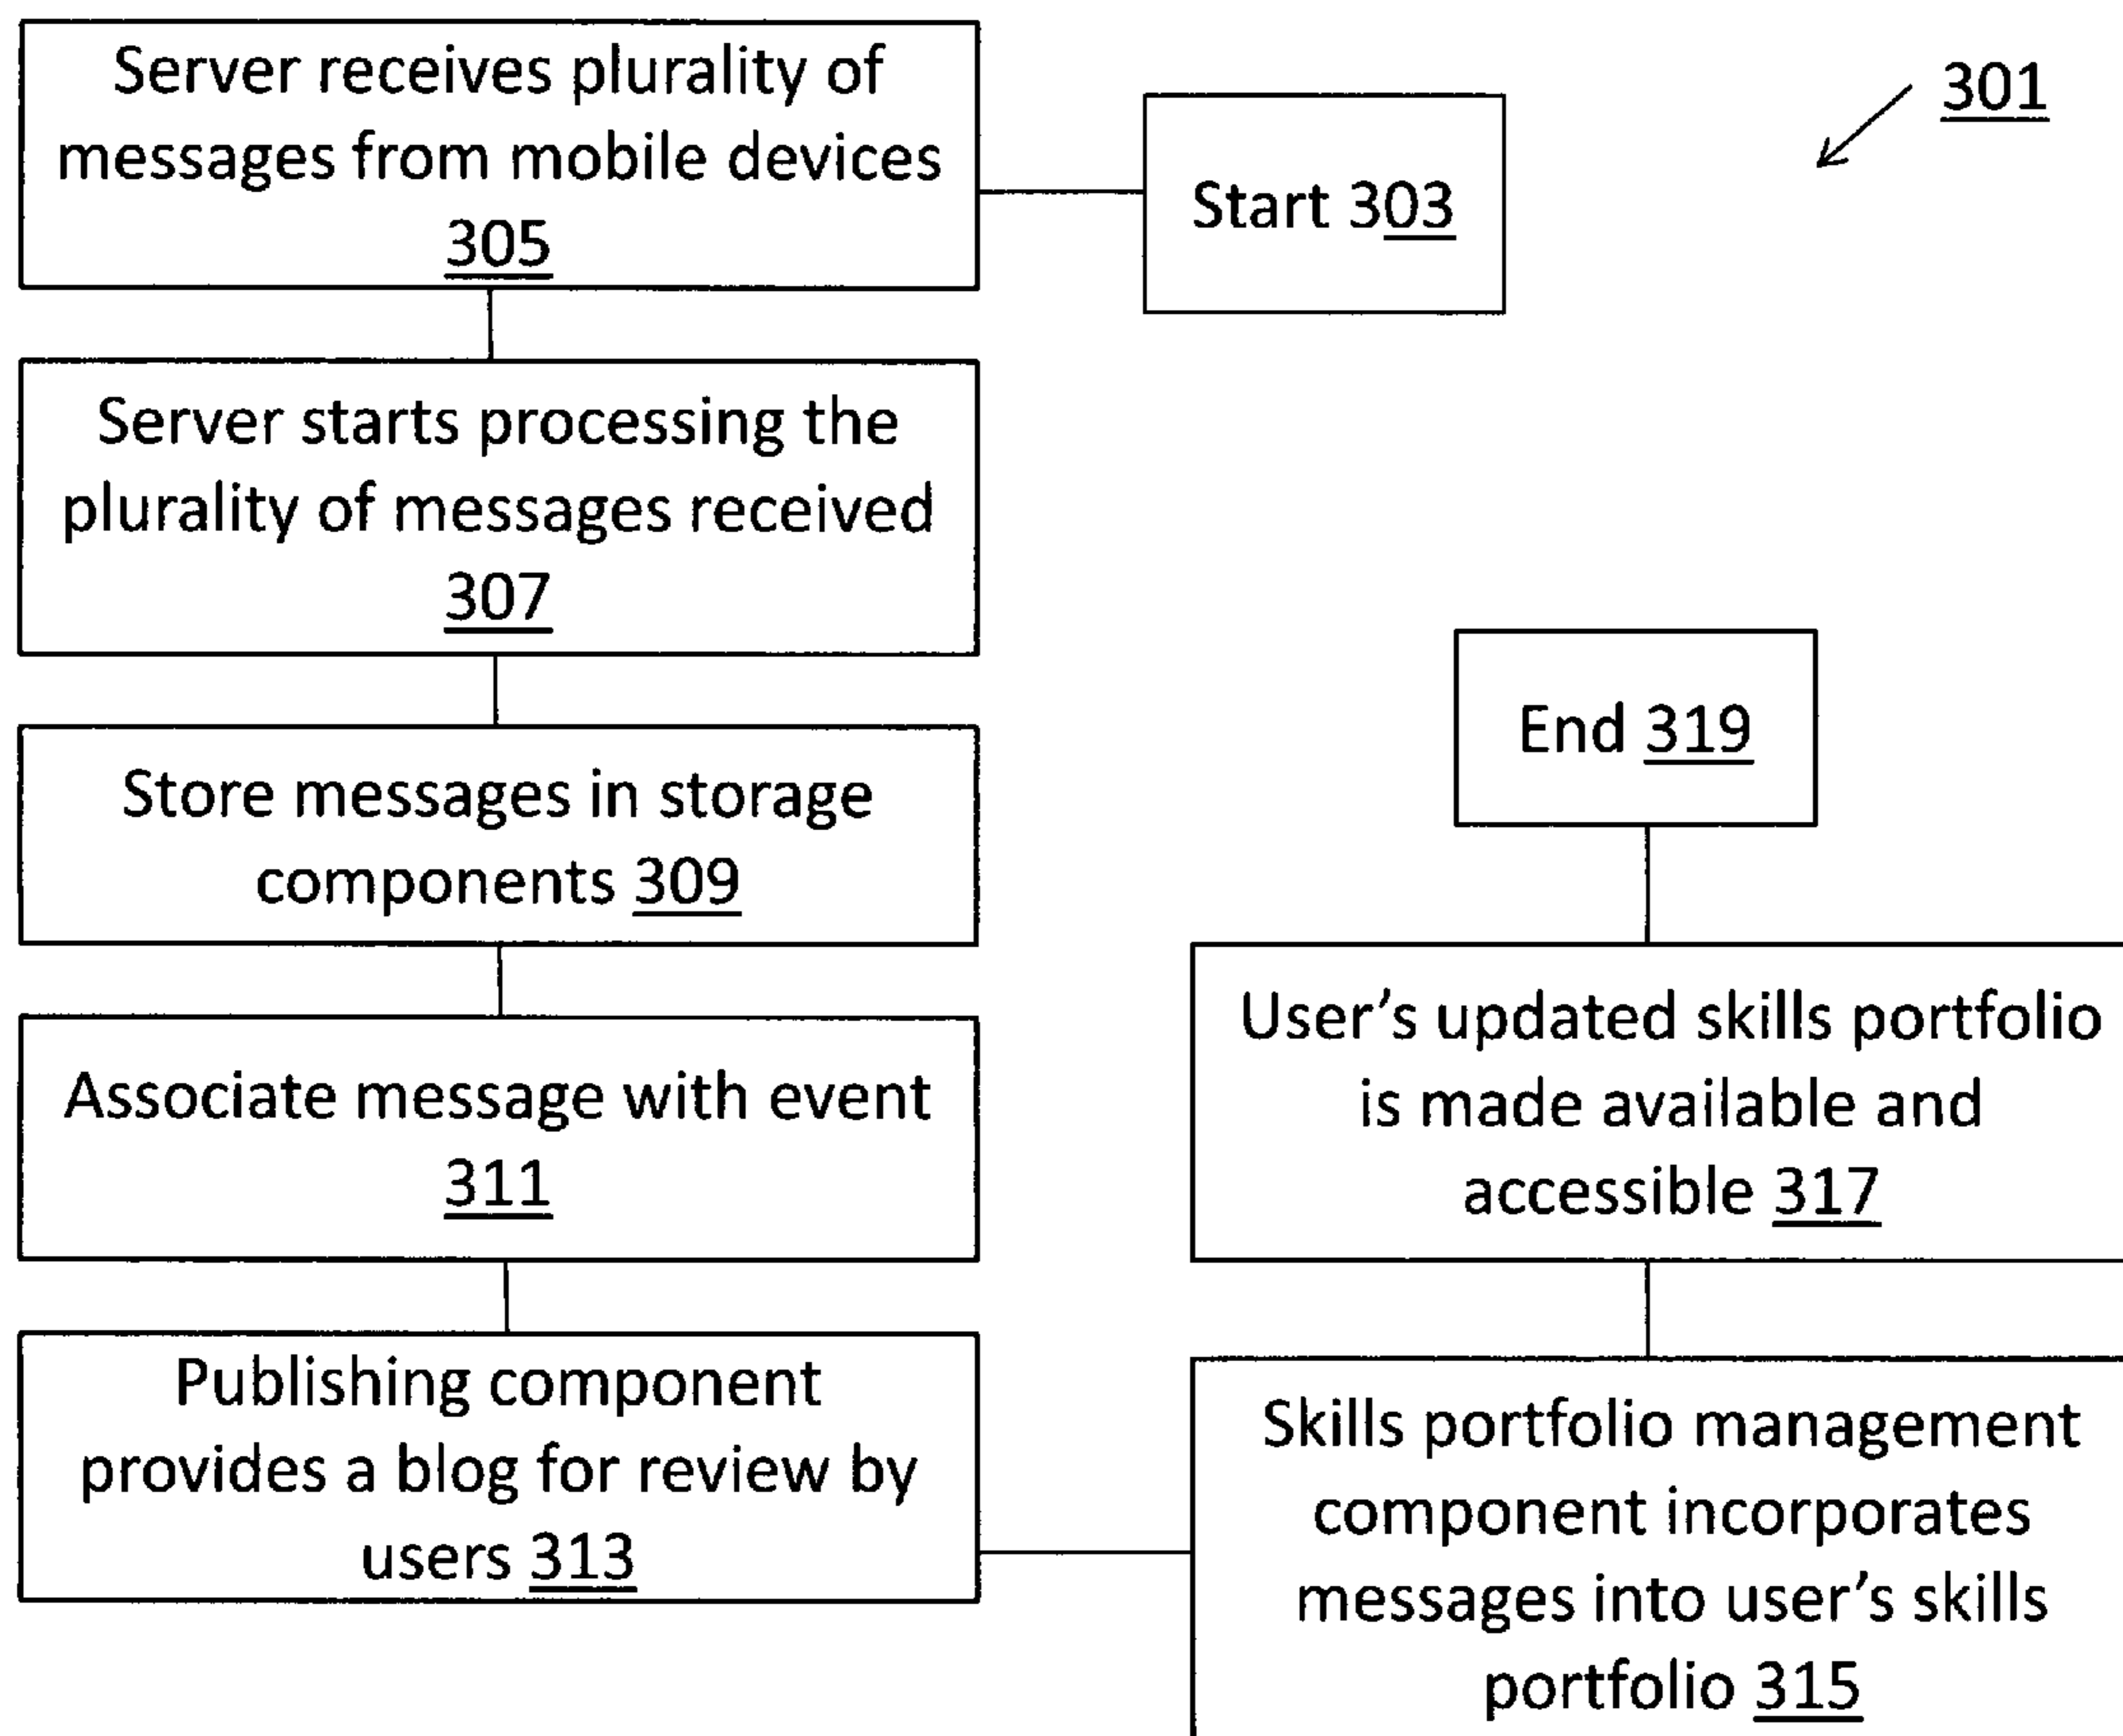 Server receives plurality of
messages from mobile devices
305
Start 303
301
Server starts processing the
plurality of messages received
307
Store messages in storage
components 309
Associate message with event
311
Publishing component
provides a blog for review by
users 313
Skills portfolio management
component incorporates
messages into user’s skills
portfolio 315
User’s updated skills portfolio
is made available and
accessible 317
End 319